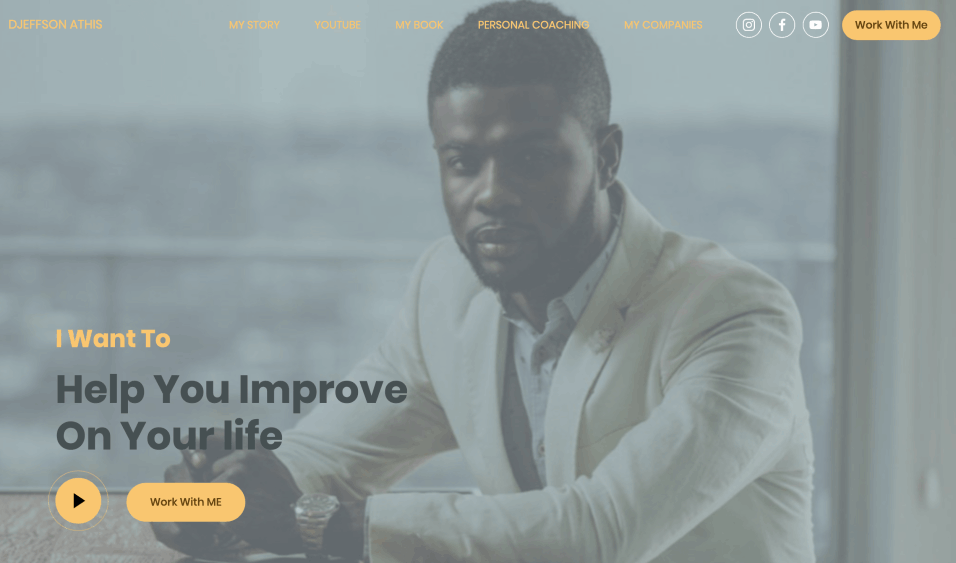 DJEFFSON ATHIS
MY STORY
YOUTUBE
MY BOOK
PERSONAL COACHING
MY COMPANIES
Work With Me
I Want To
Help You Improve
On Your life
Work With ME